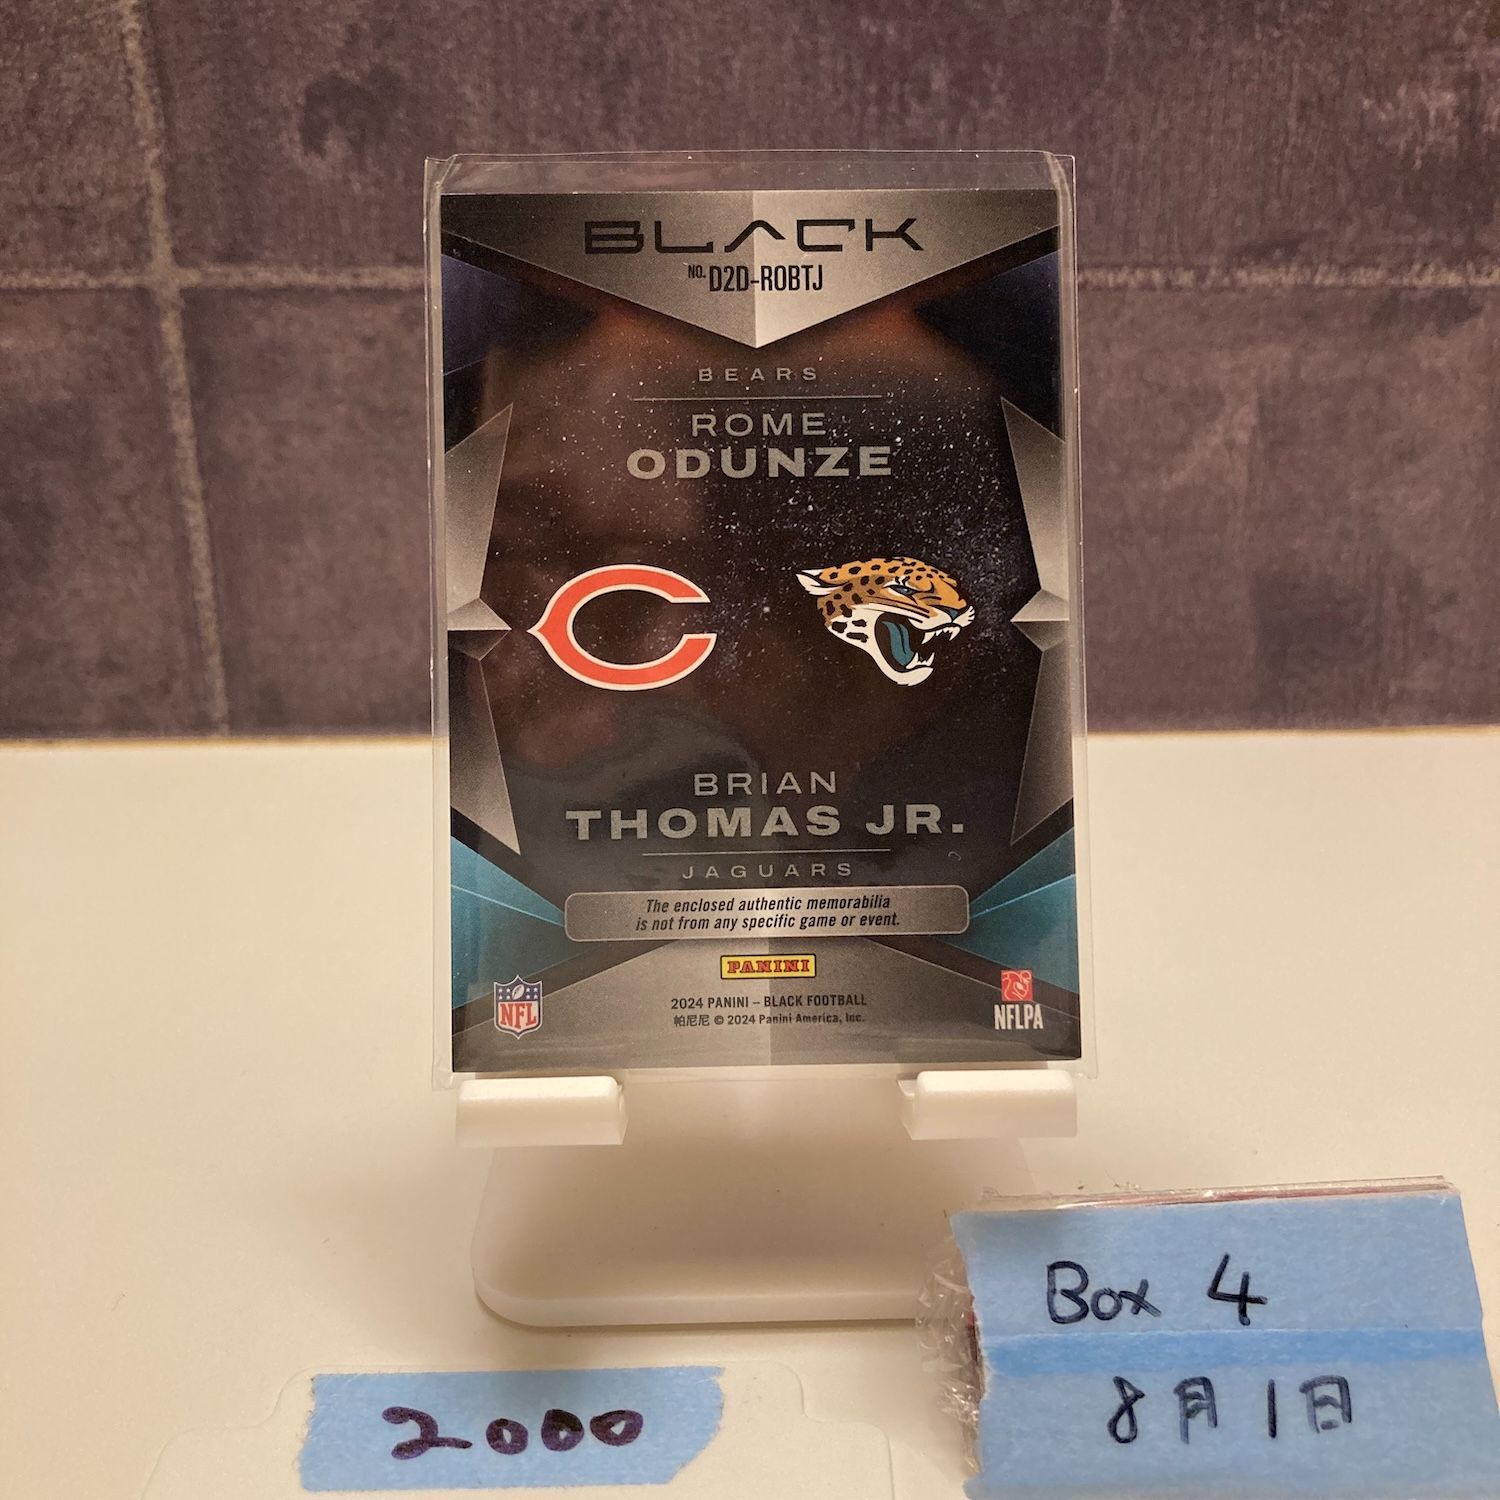 BLACK
NO. D2D-ROBTJ
BEARS
ROME
ODUNZE
BRIAN
THOMAS JR.
JAGUARS
The enclosed authentic memorabilia
is not from any specific game or event.
PANINI
2024 PANINI – BLACK FOOTBALL
帕尼尼 © 2024 Panini America, Inc.
NFL
NFLPA
Box 4
8月1日
2000